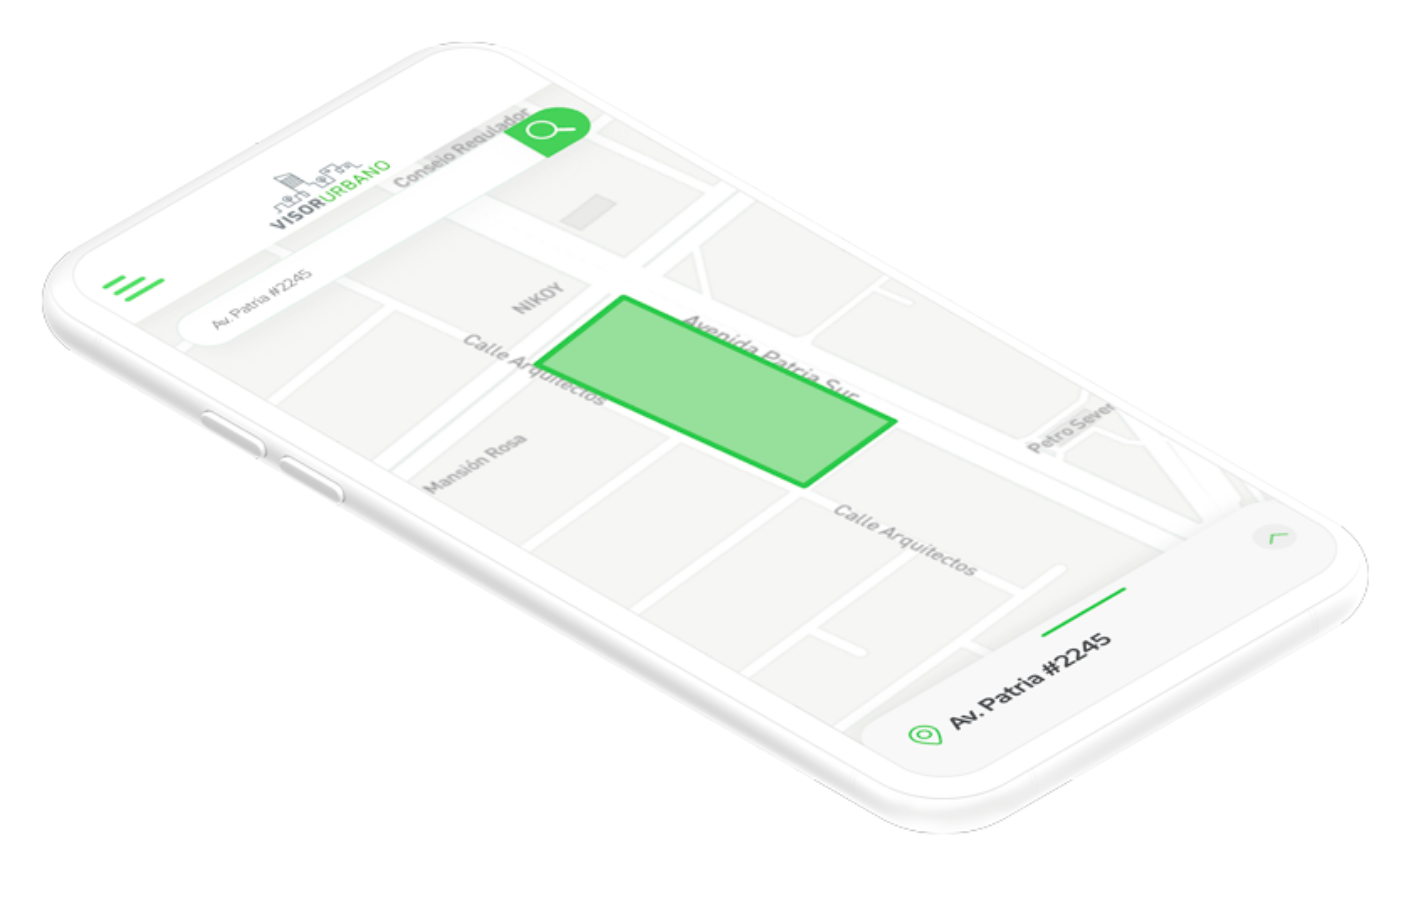 VISORURBANO
Consejo Regulador
Av. Patria #2245
NIKOY
Calle Arquitectos
Avenida Patria Sur
Mansión Rosa
Petro Seven
Calle Arquitectos
Av. Patria #2245